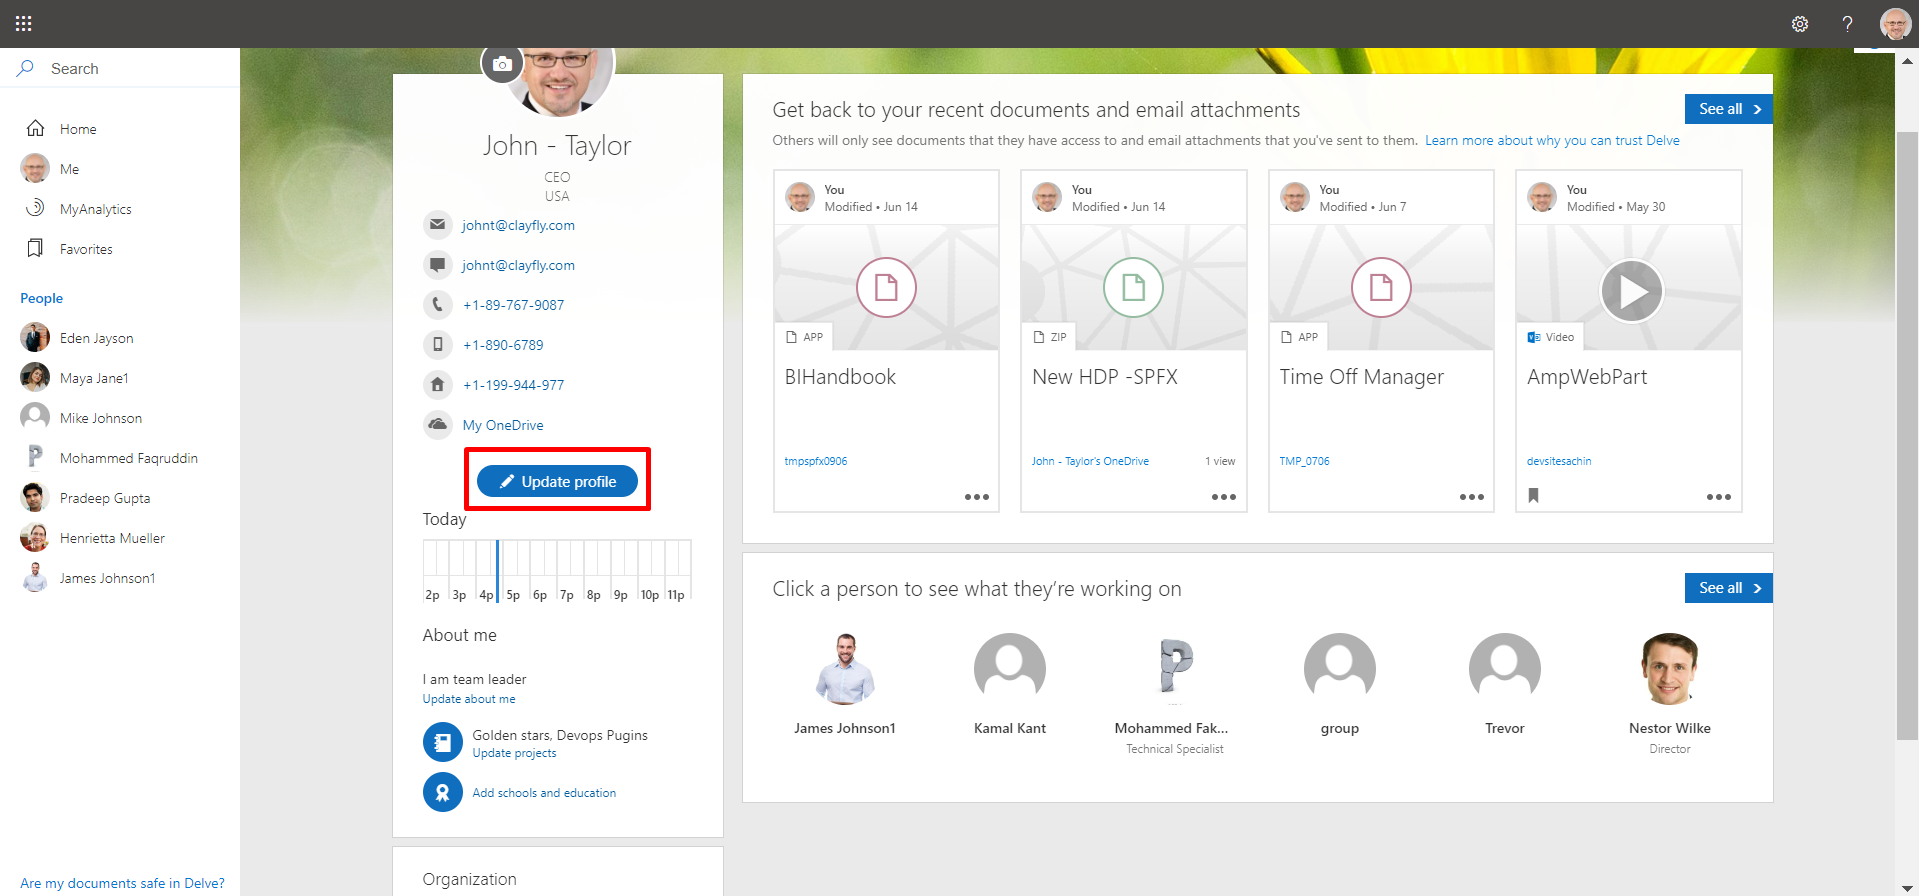 ?
Search
Home
Me
MyAnalytics
Favorites
People
Eden Jayson
Maya Jane1
Mike Johnson
Mohammed Faqruddin
Pradeep Gupta
Henrietta Mueller
James Johnson1
Are my documents safe in Delve?
John - Taylor
CEO
USA
johnt@clayfly.com
johnt@clayfly.com
+1-89-767-9087
+1-890-6789
+1-199-944-977
My OneDrive
Update profile
Today
2p 3p 4p 5p 6p 7p 8p 9p 10p 11p
About me
I am team leader
Update about me
Golden stars, Devops Pugins
Update projects
Add schools and education
Organization
Get back to your recent documents and email attachments
See all
Others will only see documents that they have access to and email attachments that you've sent to them. Learn more about why you can trust Delve
You
Modified • Jun 14
APP
BIHandbook
tmpspfx0906
You
Modified • Jun 14
ZIP
New HDP -SPFX
John - Taylor's OneDrive 1 view
You
Modified • Jun 7
APP
Time Off Manager
TMP_0706
You
Modified • May 30
Video
AmpWebPart
devsitesachin
Click a person to see what they’re working on
See all
James Johnson1
Kamal Kant
Mohammed Fak...
Technical Specialist
group
Trevor
Nestor Wilke
Director